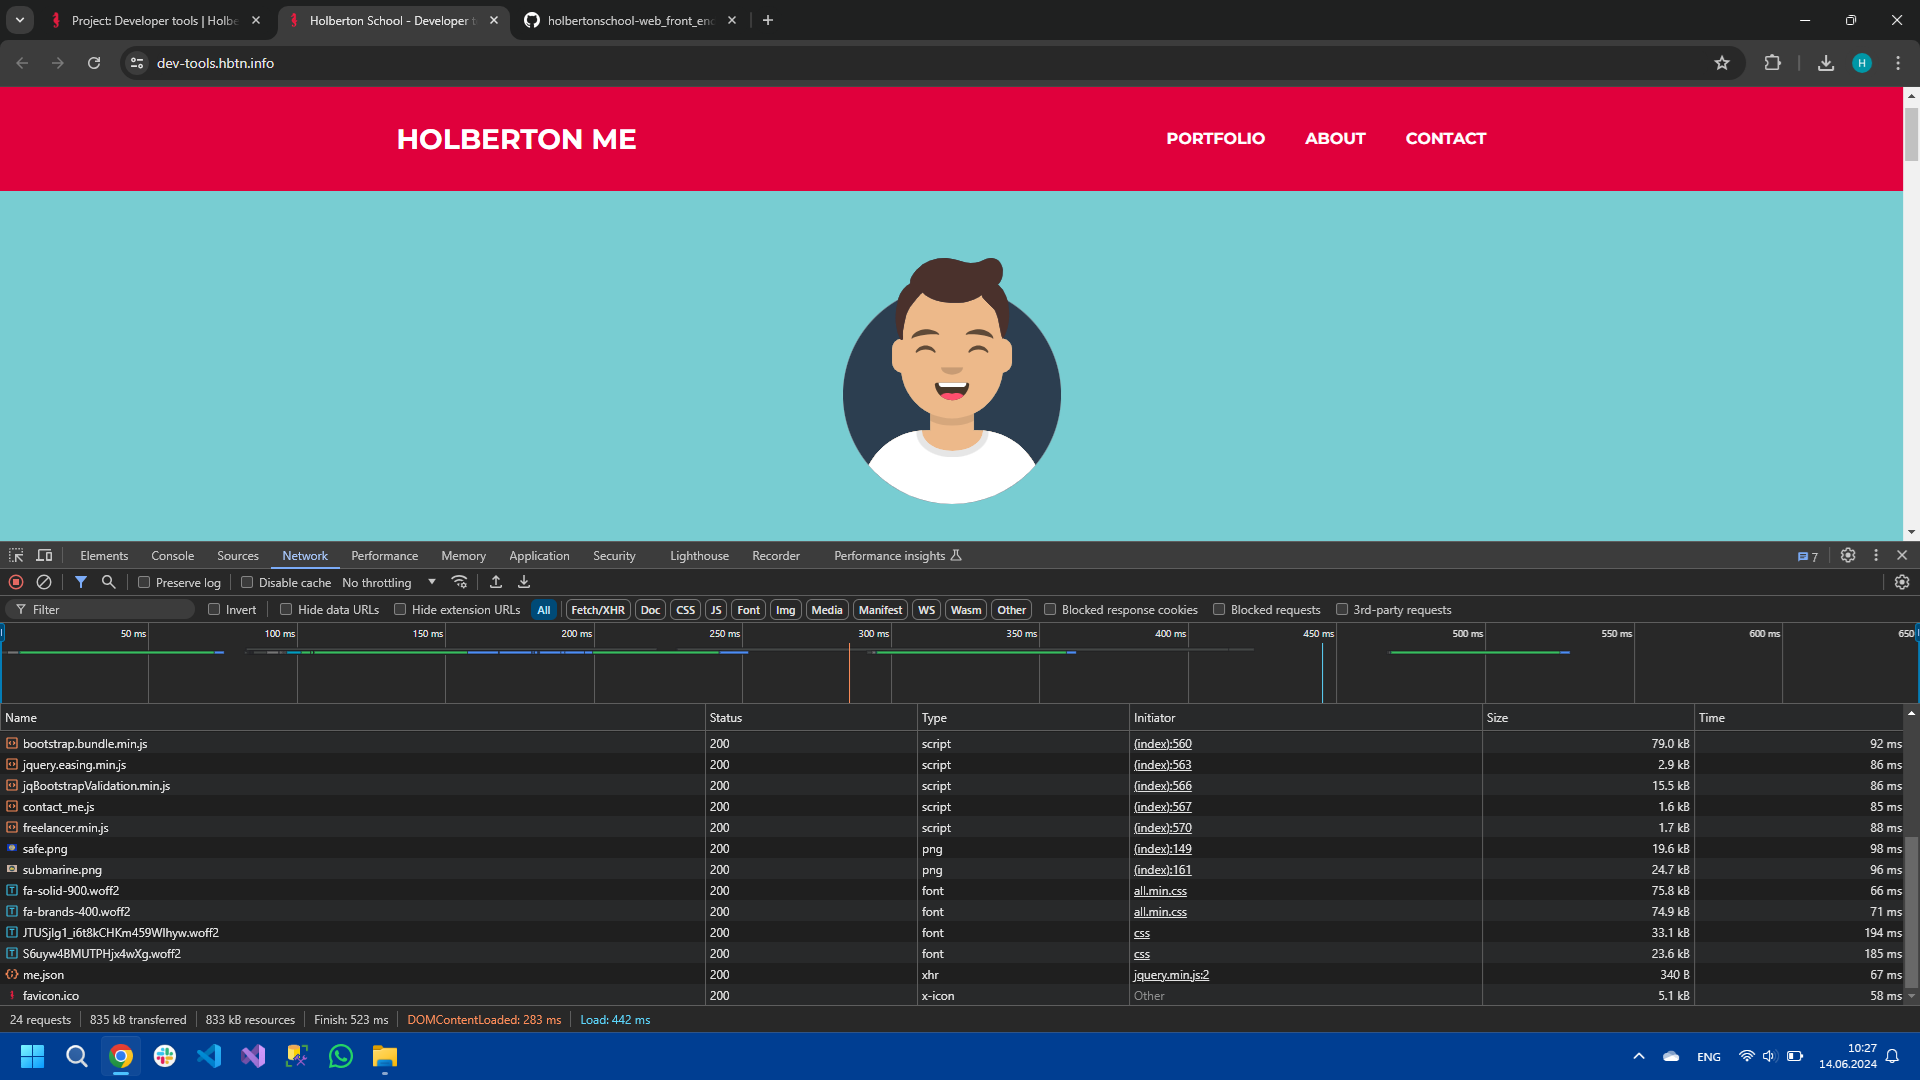 Project: Developer tools | Holbe
Holberton School - Developer t
holbertonschool-web_front_enc
dev-tools.hbtn.info
H
HOLBERTON ME
PORTFOLIO ABOUT CONTACT
Elements Console Sources Network Performance Memory Application Security Lighthouse Recorder Performance insights 7
Preserve log Disable cache No throttling
Filter Invert Hide data URLs Hide extension URLs All Fetch/XHR Doc CSS JS Font Img Media Manifest WS Wasm Other Blocked response cookies Blocked requests 3rd-party requests
50 ms 100 ms 150 ms 200 ms 250 ms 300 ms 350 ms 400 ms 450 ms 500 ms 550 ms 600 ms 650
Name Status Type Initiator Size Time
bootstrap.bundle.min.js 200 script (index):560 79.0 kB 92 ms
jquery.easing.min.js 200 script (index):563 2.9 kB 86 ms
jqBootstrapValidation.min.js 200 script (index):566 15.5 kB 86 ms
contact_me.js 200 script (index):567 1.6 kB 85 ms
freelancer.min.js 200 script (index):570 1.7 kB 88 ms
safe.png 200 png (index):149 19.6 kB 98 ms
submarine.png 200 png (index):161 24.7 kB 96 ms
fa-solid-900.woff2 200 font all.min.css 75.8 kB 66 ms
fa-brands-400.woff2 200 font all.min.css 74.9 kB 71 ms
JTUSjIg1_i6t8kCHKm459Wlhyw.woff2 200 font css 33.1 kB 194 ms
S6uyw4BMUTPHjx4wXg.woff2 200 font css 23.6 kB 185 ms
me.json 200 xhr jquery.min.js:2 340 B 67 ms
favicon.ico 200 x-icon Other 5.1 kB 58 ms
24 requests 835 kB transferred 833 kB resources Finish: 523 ms DOMContentLoaded: 283 ms Load: 442 ms
ENG
10:27
14.06.2024